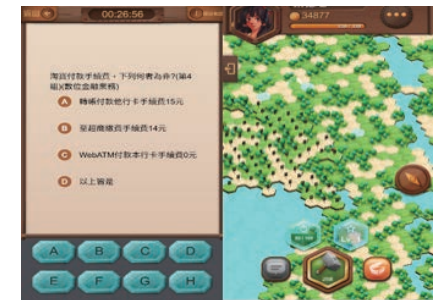 00:26:56
淘寶付款手續費,下列何者為非?(第4
組)(數位金融業務)
A 轉帳付款他行卡手續費15元
B 至超商繳費手續費14元
C WebATM付款本行卡手續費0元
D 以上皆是
A B C D
E F G H
34877